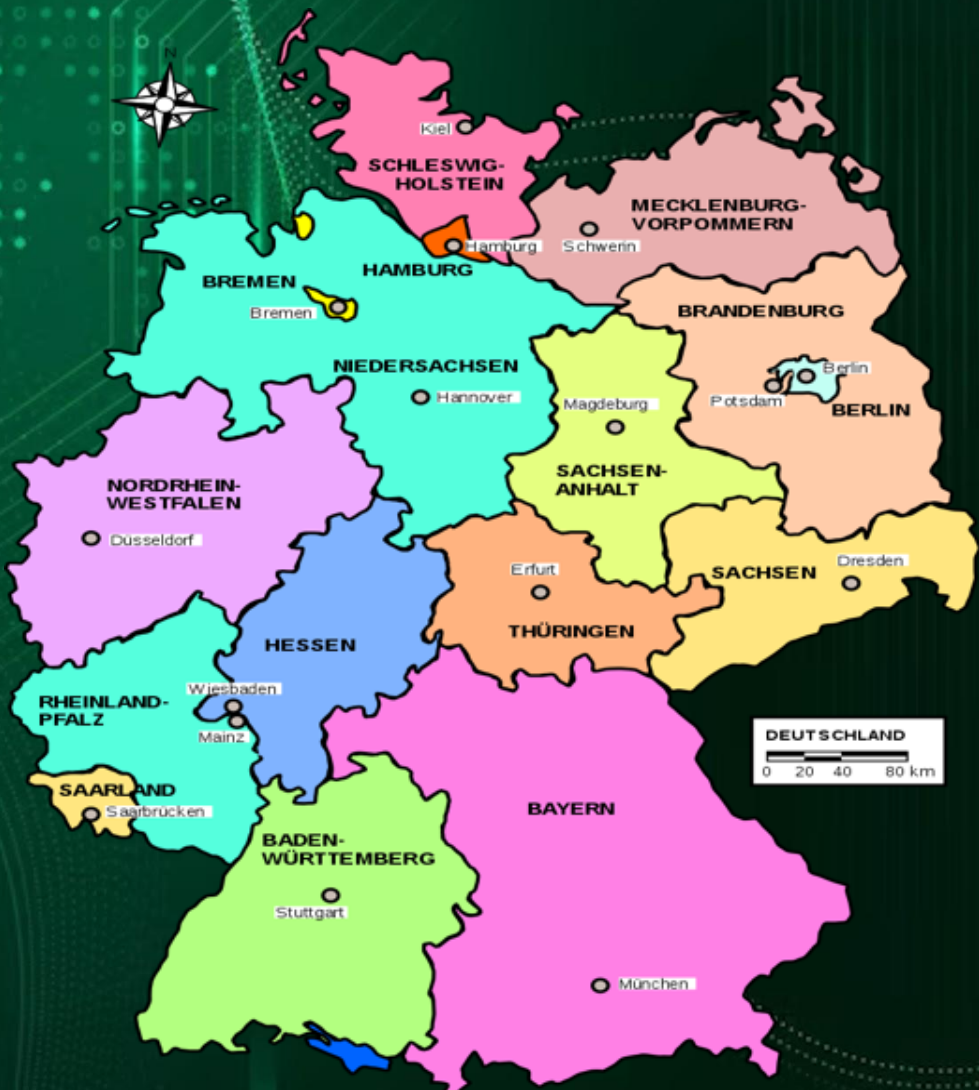 N
Kiel
SCHLESWIG-
HOLSTEIN
MECKLENBURG-
VORPOMMERN
Hamburg
Schwerin
HAMBURG
BREMEN
Bremen
BRANDENBURG
NIEDERSACHSEN
Hannover
Magdeburg
Berlin
Potsdam
BERLIN
SACHSEN-
ANHALT
NORDRHEIN-
WESTFALEN
Düsseldorf
Erfurt
Dresden
SACHSEN
THÜRINGEN
HESSEN
Wiesbaden
RHEINLAND-
PFALZ
Mainz
DEUTSCHLAND
0 20 40 80 km
SAARLAND
Saarbrücken
BAYERN
BADEN-
WÜRTTEMBERG
Stuttgart
München